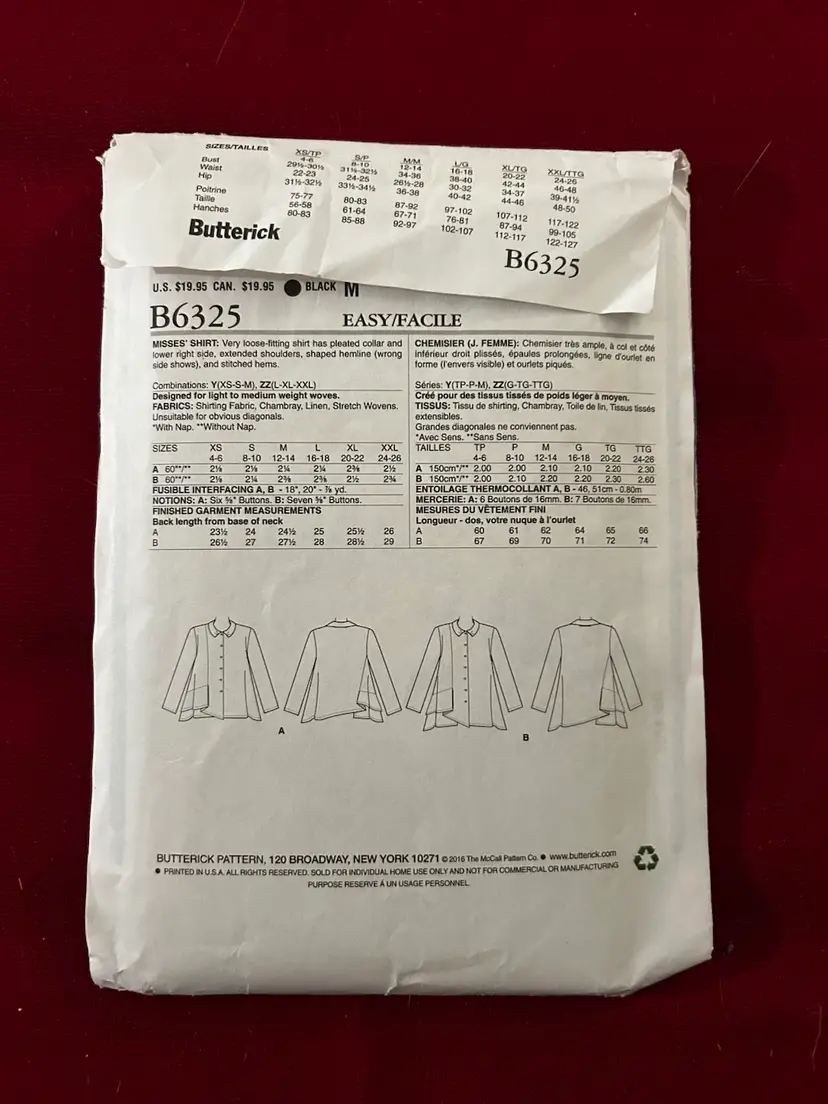 SIZES/TAILLES XS/TP S/P M/M L/G XL/TG XXL/TTG
4-6 8-10 12-14 16-18 20-22 24-26
Bust 29½-30½ 31½-32½ 34-36 38-40 42-44 46-48
Waist 22-23 24-25 26½-28 30-32 34-37 39-41½
Hip 31½-32½ 33½-34½ 36-38 40-42 44-46 48-50
Poitrine 75-77 80-83 87-92 97-102 107-112 117-122
Taille 56-58 61-64 67-71 76-81 87-94 99-105
Hanches 80-83 85-88 92-97 102-107 112-117 122-127
Butterick
B6325
U.S. $19.95 CAN. $19.95 BLACK M
B6325 EASY/FACILE
MISSES' SHIRT: Very loose-fitting shirt has pleated collar and
lower right side, extended shoulders, shaped hemline (wrong
side shows), and stitched hems.
Combinations: Y(XS-S-M), ZZ(L-XL-XXL)
Designed for light to medium weight woves.
FABRICS: Shirting Fabric, Chambray, Linen, Stretch Wovens.
Unsuitable for obvious diagonals.
*With Nap. **Without Nap.
SIZES XS S M L XL XXL
4-6 8-10 12-14 16-18 20-22 24-26
A 60"*/** 2⅛ 2⅛ 2¼ 2¼ 2⅜ 2½
B 60"*/** 2⅛ 2¼ 2⅜ 2⅜ 2½ 2¾
FUSIBLE INTERFACING A, B - 18", 20" - ⅞ yd.
NOTIONS: A: Six ⅝" Buttons. B: Seven ⅝" Buttons.
FINISHED GARMENT MEASUREMENTS
Back length from base of neck
A 23½ 24 24½ 25 25½ 26
B 26½ 27 27½ 28 28½ 29
CHEMISIER (J. FEMME): Chemisier très ample, à col et côté
inférieur droit plissés, épaules prolongées, ligne d'ourlet en
forme (l'envers visible) et ourlets piqués.
Séries: Y(TP-P-M), ZZ(G-TG-TTG)
Créé pour des tissus tissés de poids léger à moyen.
TISSUS: Tissu de shirting, Chambray, Toile de lin, Tissus tissés
extensibles.
Grandes diagonales ne conviennent pas.
*Avec Sens. **Sans Sens.
TAILLES TP P M G TG TTG
4-6 8-10 12-14 16-18 20-22 24-26
A 150cm*/** 2.00 2.00 2.10 2.10 2.20 2.30
B 150cm*/** 2.00 2.10 2.20 2.20 2.30 2.60
ENTOILAGE THERMOCOLLANT A, B - 46, 51cm - 0.80m
MERCERIE: A: 6 Boutons de 16mm. B: 7 Boutons de 16mm.
MESURES DU VÊTEMENT FINI
Longueur - dos, votre nuque à l'ourlet
A 60 61 62 64 65 66
B 67 69 70 71 72 74
A
B
BUTTERICK PATTERN, 120 BROADWAY, NEW YORK 10271 © 2016 The McCall Pattern Co. ● www.butterick.com
● PRINTED IN U.S.A. ALL RIGHTS RESERVED. SOLD FOR INDIVIDUAL HOME USE ONLY AND NOT FOR COMMERCIAL OR MANUFACTURING
PURPOSE RESERVÉ À UN USAGE PERSONNEL.